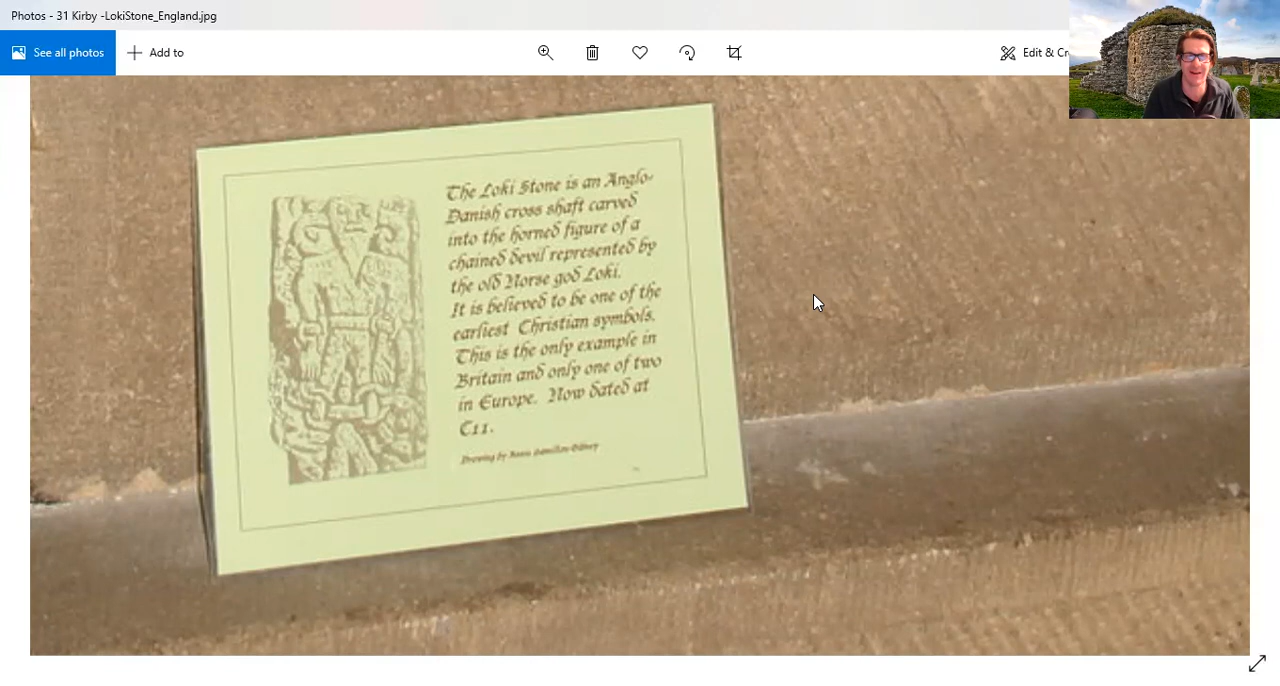 Photos - 31 Kirby -LokiStone_England.jpg
See all photos
Add to
Edit & Cr
The Loki Stone is an Anglo-
Danish cross shaft carved
into the horned figure of a
chained devil represented by
the old Norse god Loki.
It is believed to be one of the
earliest Christian symbols.
This is the only example in
Britain and only one of two
in Europe. Now dated at
C11.
Drawing by